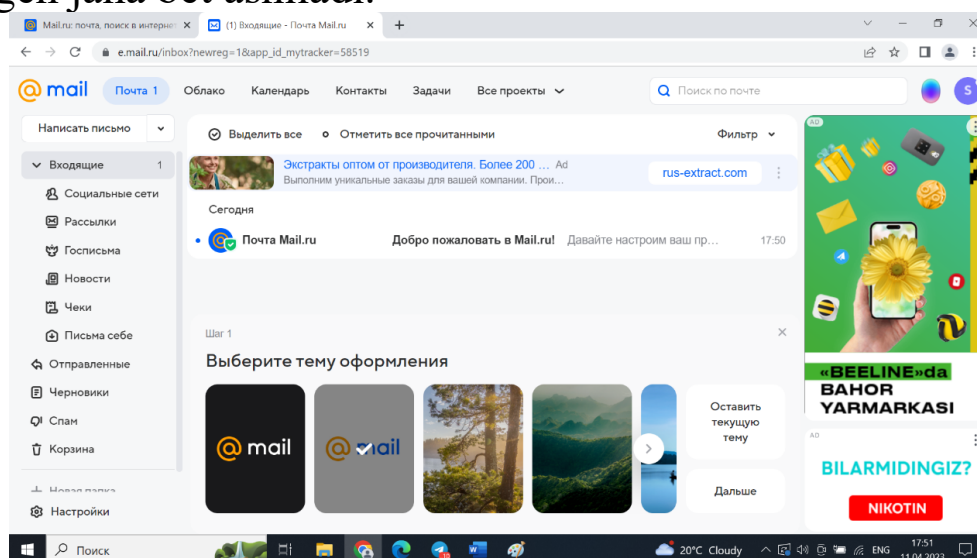 gen jaña bet ashıladı.
Mail.ru: почта, поиск в интернет
(1) Входящие - Почта Mail.ru
e.mail.ru/inbox?newreg=1&app_id_mytracker=58519
@mail
Почта 1
Облако
Календарь
Контакты
Задачи
Все проекты
Поиск по почте
S
Написать письмо
Выделить все
Отметить все прочитанными
Фильтр
AD
Входящие 1
Экстракты оптом от производителя. Более 200 ... Ad
Выполним уникальные заказы для вашей компании. Прои...
rus-extract.com
Социальные сети
Рассылки
Сегодня
Почта Mail.ru
Добро пожаловать в Mail.ru! Давайте настроим ваш пр...
17:50
Госписьма
Новости
Чеки
Письма себе
Отправленные
Черновики
Спам
Корзина
Новая папка
Настройки
Шаг 1
Выберите тему оформления
@mail
@mail
Оставить
текущую
тему
Дальше
«BEELINE»da
BAHOR
YARMARKASI
AD
BILARMIDINGIZ?
NIKOTIN
Поиск
20°C Cloudy
ENG
17:51
11.04.2023